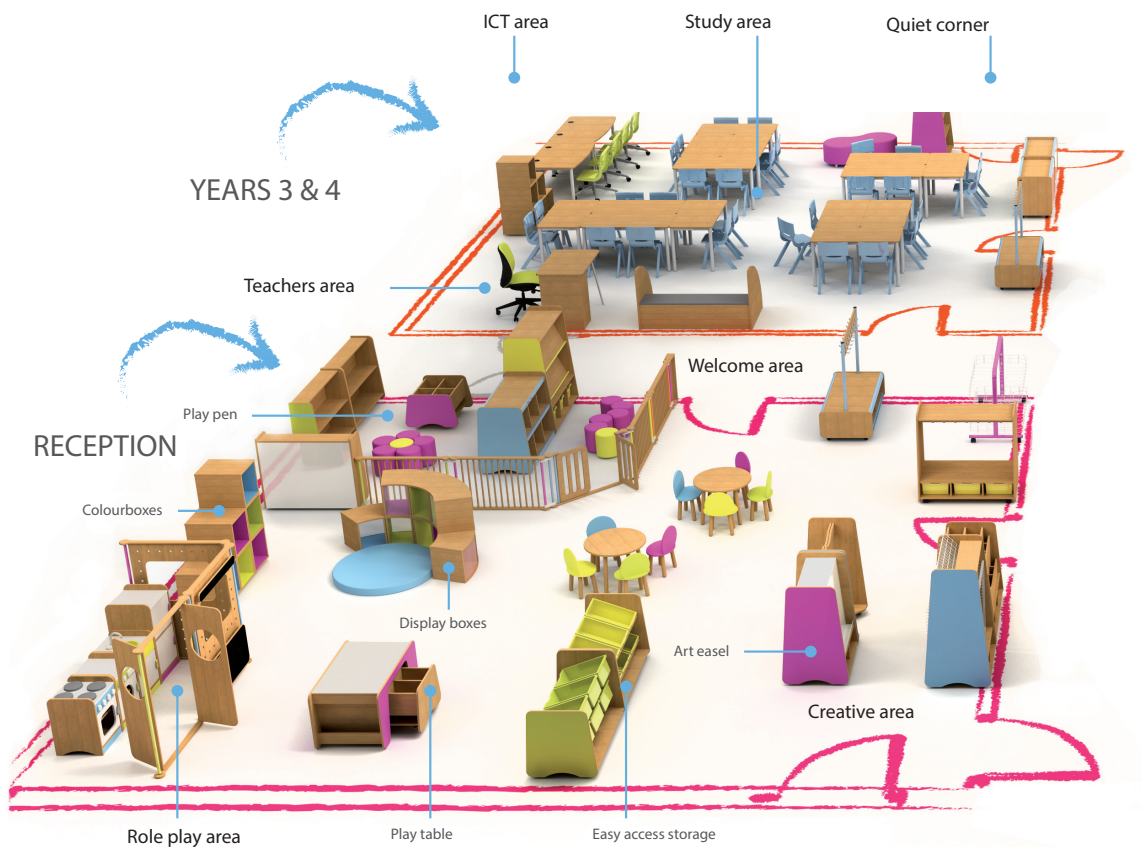 ICT area
Study area
Quiet corner
YEARS 3 & 4
Teachers area
Welcome area
Play pen
RECEPTION
Colourboxes
Display boxes
Art easel
Creative area
Role play area
Play table
Easy access storage